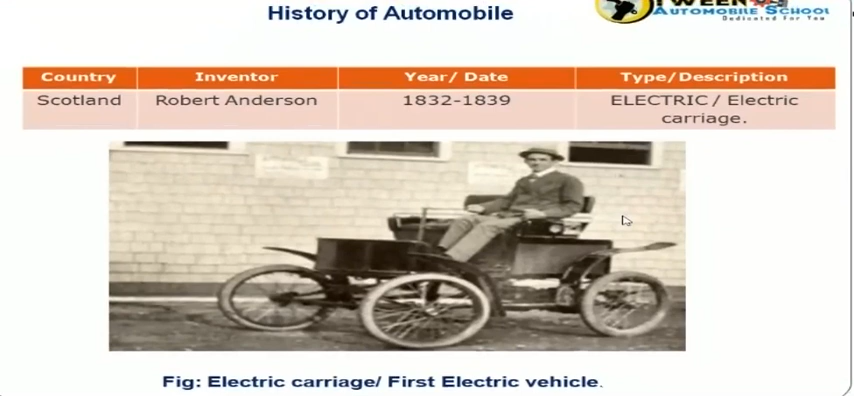 History of Automobile
TWEEN
AUTOMOBILE SCHOOL
Dedicated For You
Country Inventor Year/ Date Type/Description
Scotland Robert Anderson 1832-1839 ELECTRIC / Electric
carriage.
Fig: Electric carriage/ First Electric vehicle.